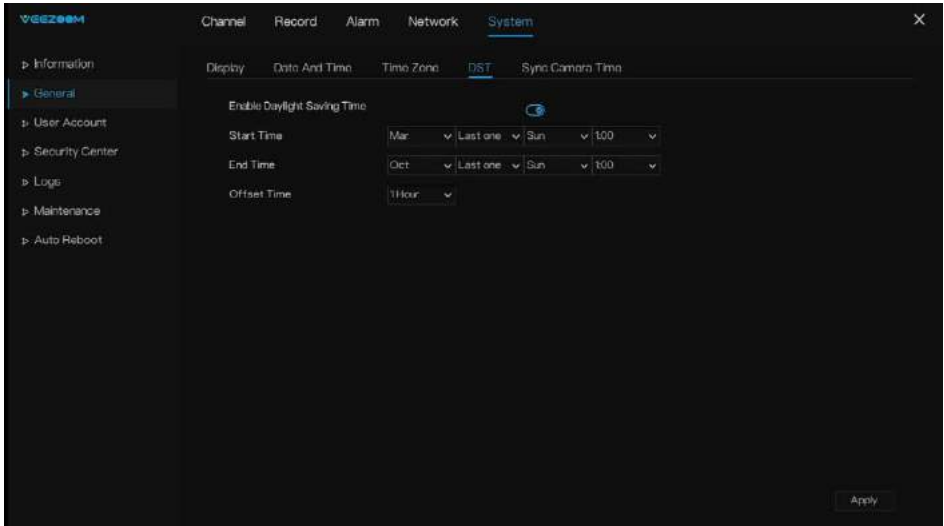 VEEZOOM
Channel Record Alarm Network System
Information
General
User Account
Security Center
Logs
Maintenance
Auto Reboot
Display Date And Time Time Zone DST Sync Camera Time
Enable Daylight Saving Time
Start Time Mar Last one Sun 1:00
End Time Oct Last one Sun 1:00
Offset Time 1Hour
Apply